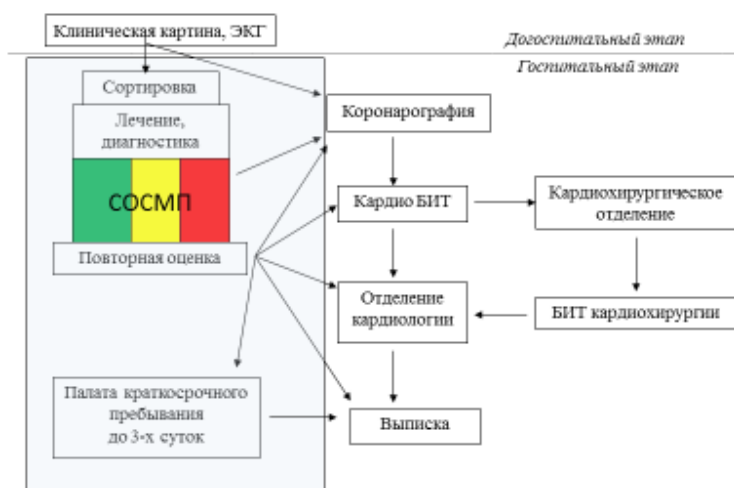 Клиническая картина, ЭКГ
Догоспитальный этап
Госпитальный этап
Сортировка
Лечение,
диагностика
СОСМП
Повторная оценка
Палата краткосрочного
пребывания
до 3-х суток
Коронарография
Кардио БИТ
Отделение
кардиологии
Выписка
Кардиохирургическое
отделение
БИТ кардиохирургии